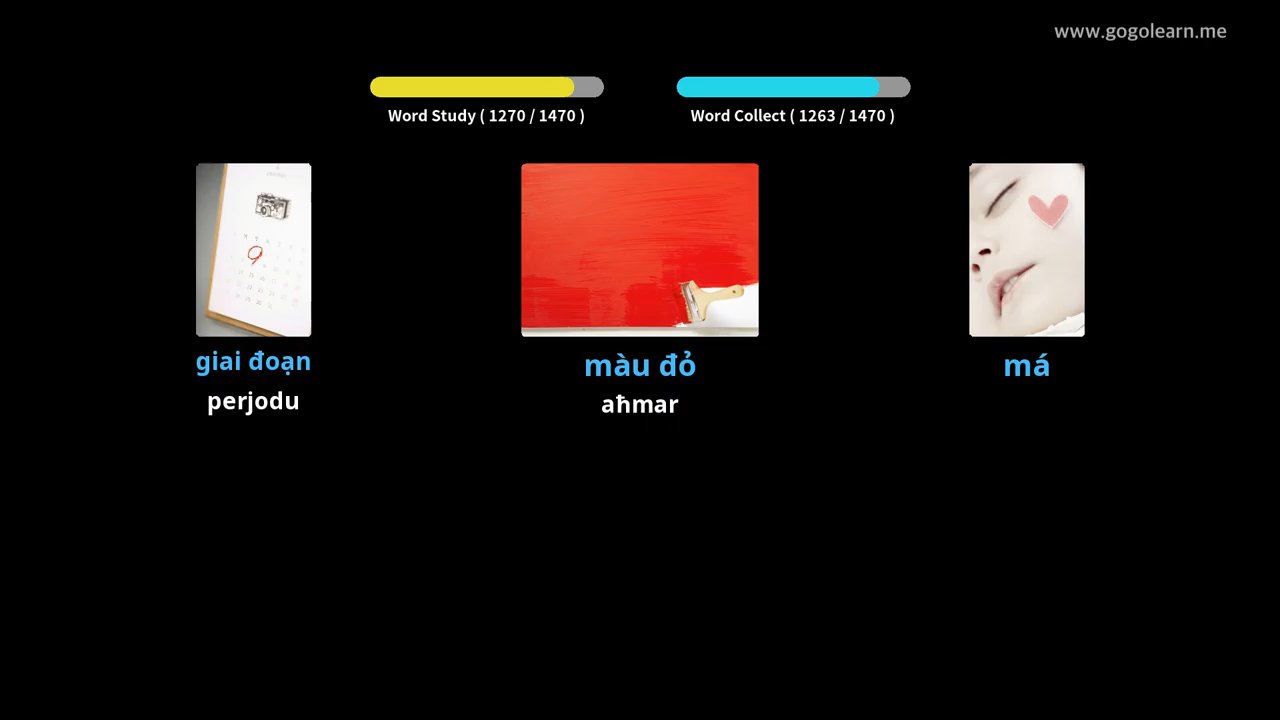 www.gogolearn.me
Word Study ( 1270 / 1470 )
Word Collect ( 1263 / 1470 )
giai đoạn
perjodu
màu đỏ
aħmar
má